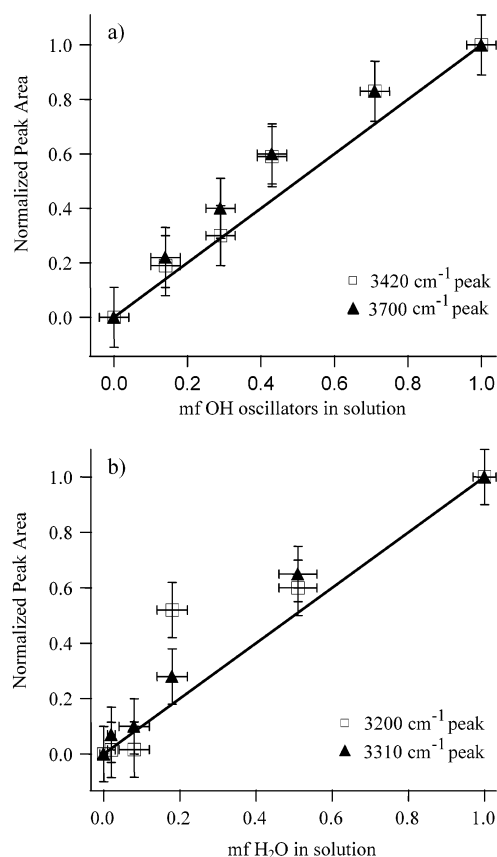 a)
1.0
0.8
0.6
0.4
0.2
0.0
Normalized Peak Area
□ 3420 cm⁻¹ peak
▲ 3700 cm⁻¹ peak
0.0 0.2 0.4 0.6 0.8 1.0
mf OH oscillators in solution
b)
1.0
0.8
0.6
0.4
0.2
0.0
Normalized Peak Area
□ 3200 cm⁻¹ peak
▲ 3310 cm⁻¹ peak
0.0 0.2 0.4 0.6 0.8 1.0
mf H₂O in solution